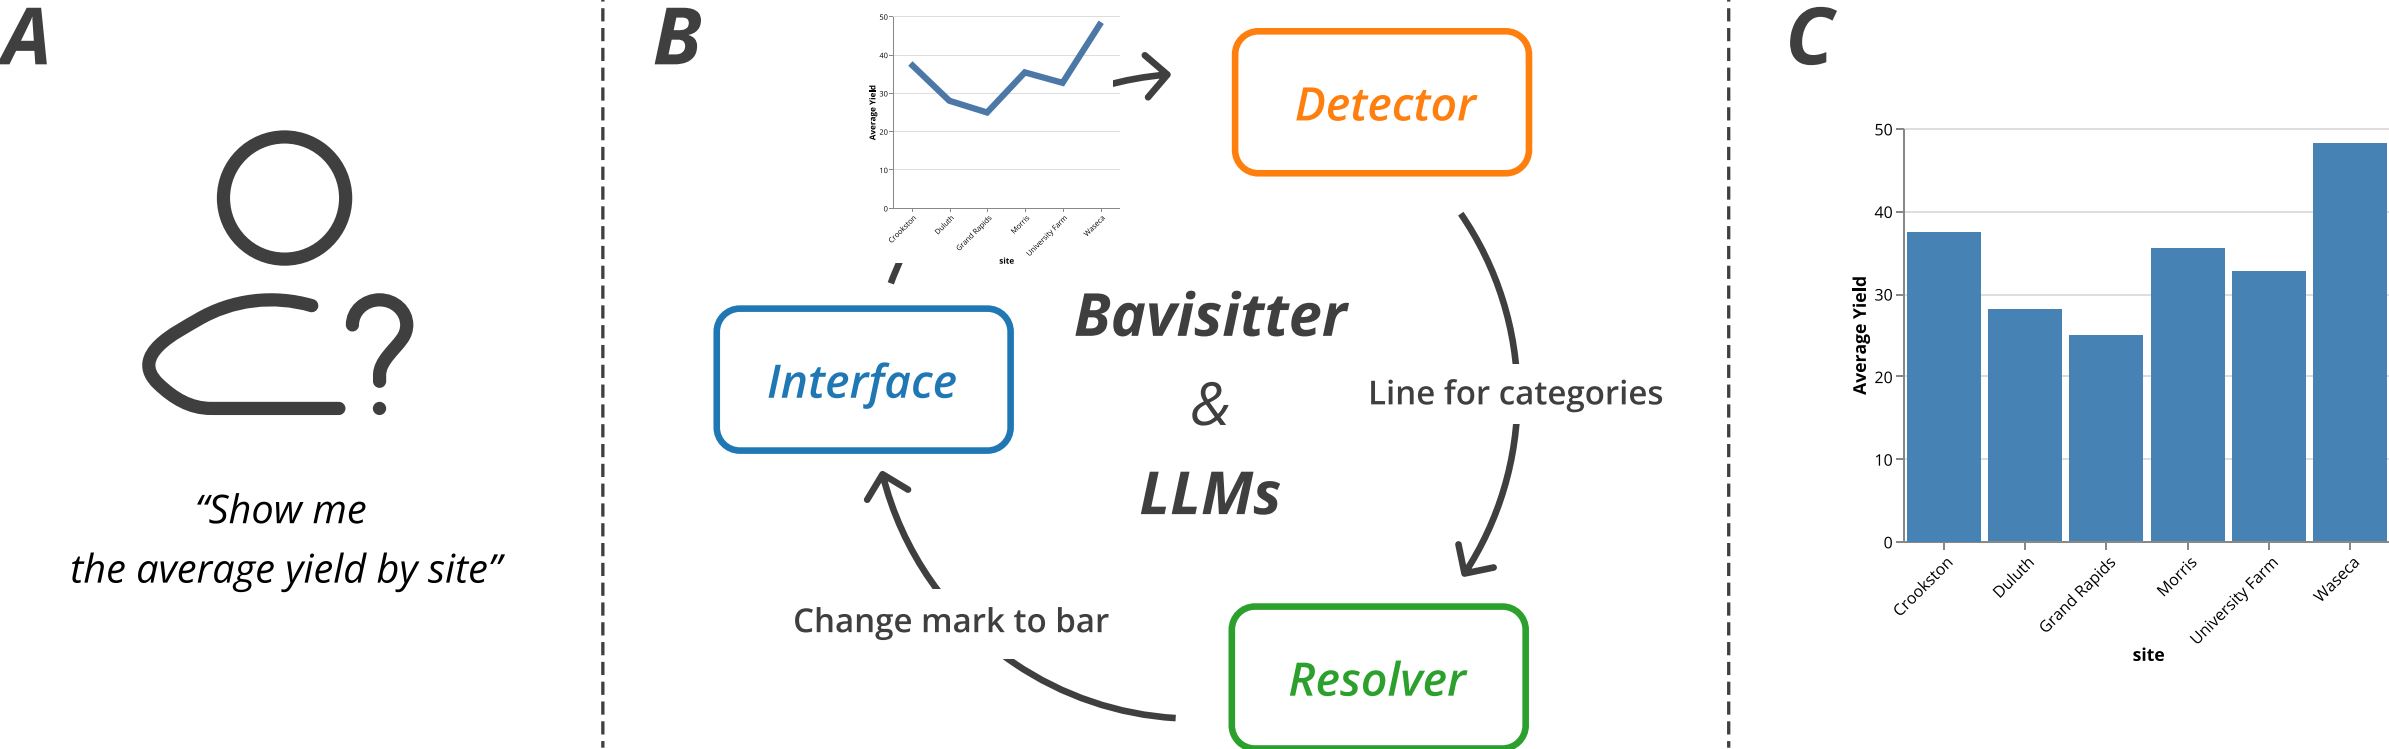 A
“Show me
the average yield by site”
B
50
40
30
20
10
0
Average Yield
Crookston
Duluth
Grand Rapids
Morris
University Farm
Waseca
site
Detector
Interface
Bavisitter
&
LLMs
Line for categories
Change mark to bar
Resolver
C
50
40
30
20
10
0
Average Yield
Crookston
Duluth
Grand Rapids
Morris
University Farm
Waseca
site